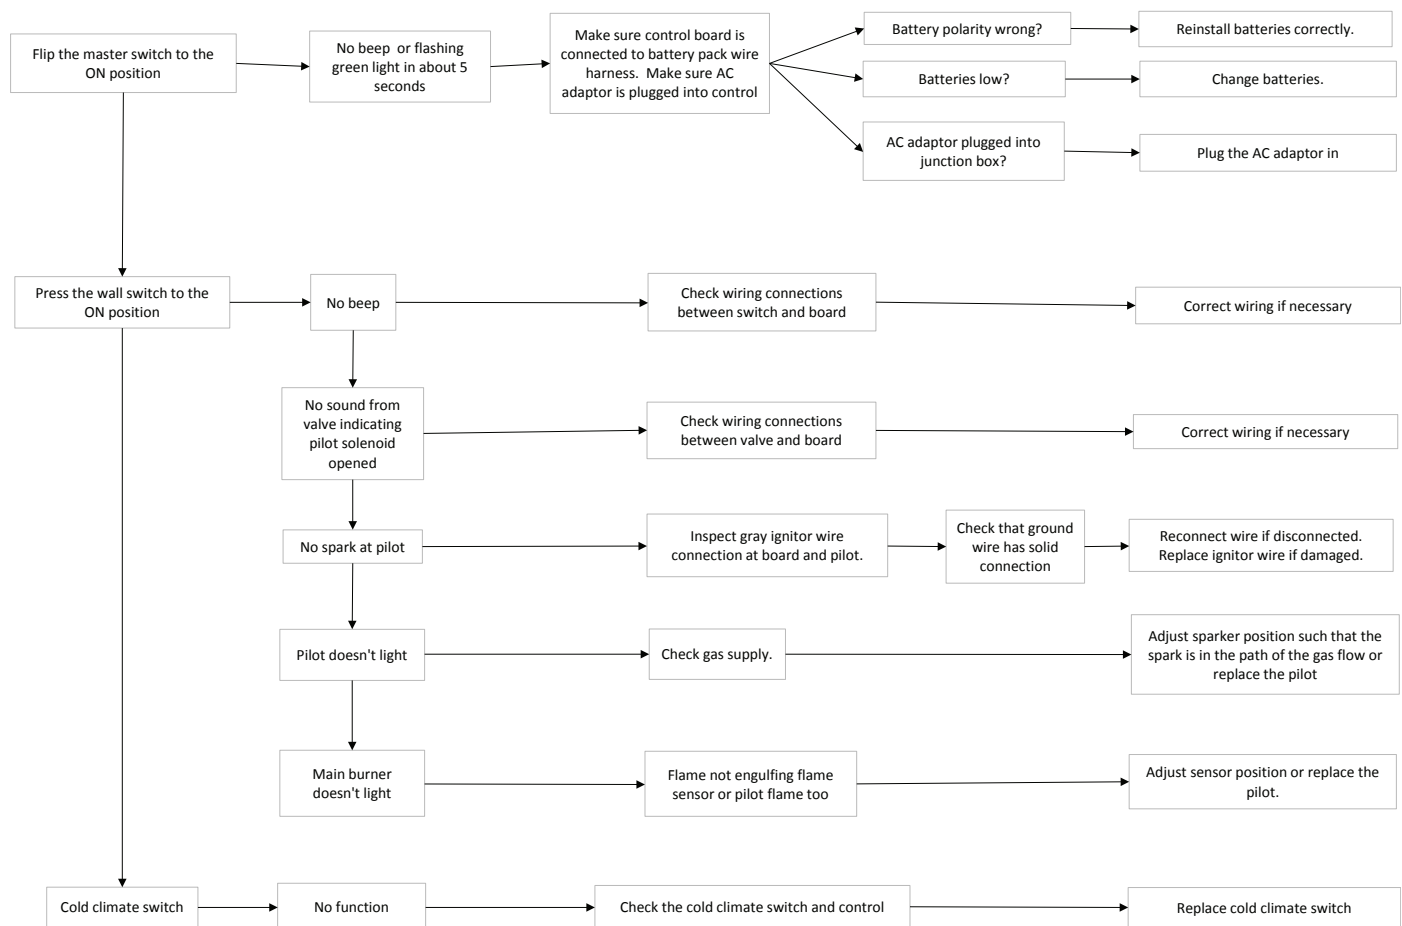 Flip the master switch to the
ON position
No beep  or flashing
green light in about 5
seconds
Make sure control board is
connected to battery pack wire
harness.  Make sure AC
adaptor is plugged into control
Battery polarity wrong?
Reinstall batteries correctly.
Batteries low?
Change batteries.
AC adaptor plugged into
junction box?
Plug the AC adaptor in
Press the wall switch to the
ON position
No beep
Check wiring connections
between switch and board
Correct wiring if necessary
No sound from
valve indicating
pilot solenoid
opened
Check wiring connections
between valve and board
Correct wiring if necessary
No spark at pilot
Inspect gray ignitor wire
connection at board and pilot.
Check that ground
wire has solid
connection
Reconnect wire if disconnected.
Replace ignitor wire if damaged.
Pilot doesn't light
Check gas supply.
Adjust sparker position such that the
spark is in the path of the gas flow or
replace the pilot
Main burner
doesn't light
Flame not engulfing flame
sensor or pilot flame too
Adjust sensor position or replace the
pilot.
Cold climate switch
No function
Check the cold climate switch and control
Replace cold climate switch